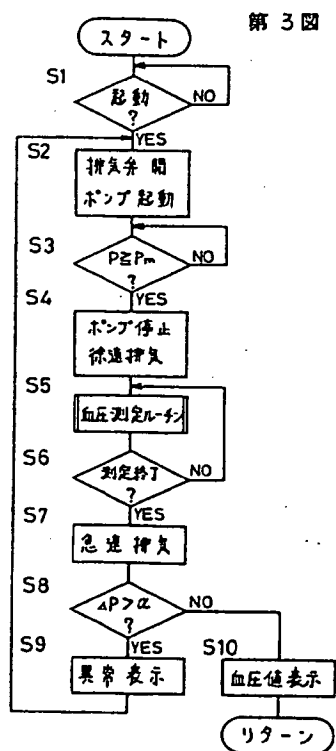 第 3 図
スタート
S1
起動
?
NO
YES
S2
排気弁 閉
ポンプ起動
S3
P≧Pm
?
NO
YES
S4
ポンプ停止
徐速排気
S5
血圧測定ルーチン
S6
測定終了
?
NO
YES
S7
急速排気
S8
ΔP>α
?
NO
YES
S9
異常表示
S10
血圧値表示
リターン